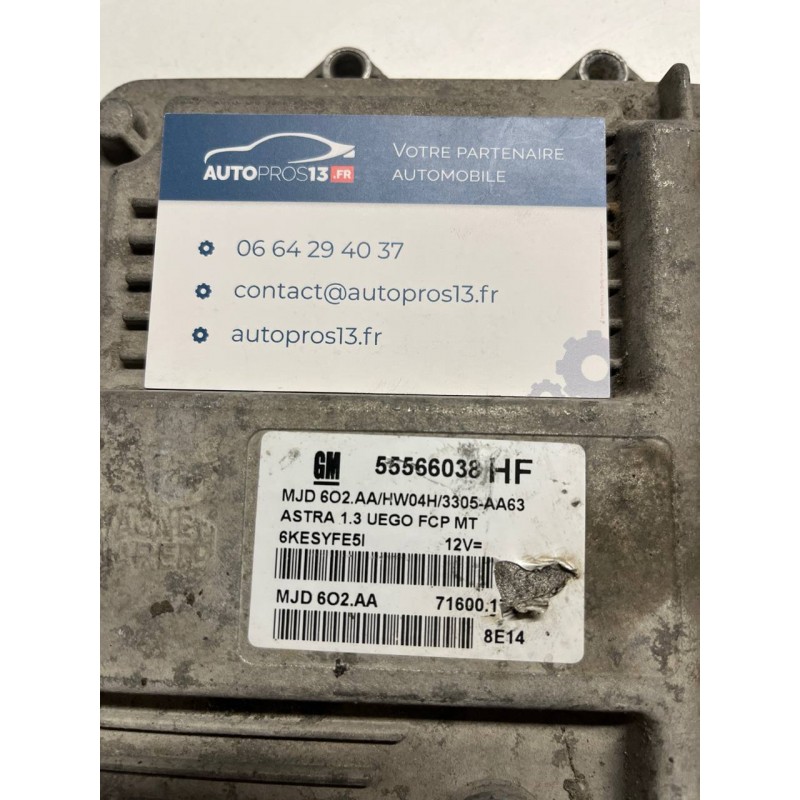 AUTOPROS13.FR
VOTRE PARTENAIRE
AUTOMOBILE
06 64 29 40 37
contact@autopros13.fr
autopros13.fr
GM 55566038 HF
MJD 6O2.AA/HW04H/3305-AA63
ASTRA 1.3 UEGO FCP MT
6KESYFE5I 12V=
MJD 6O2.AA 71600.1
8E14